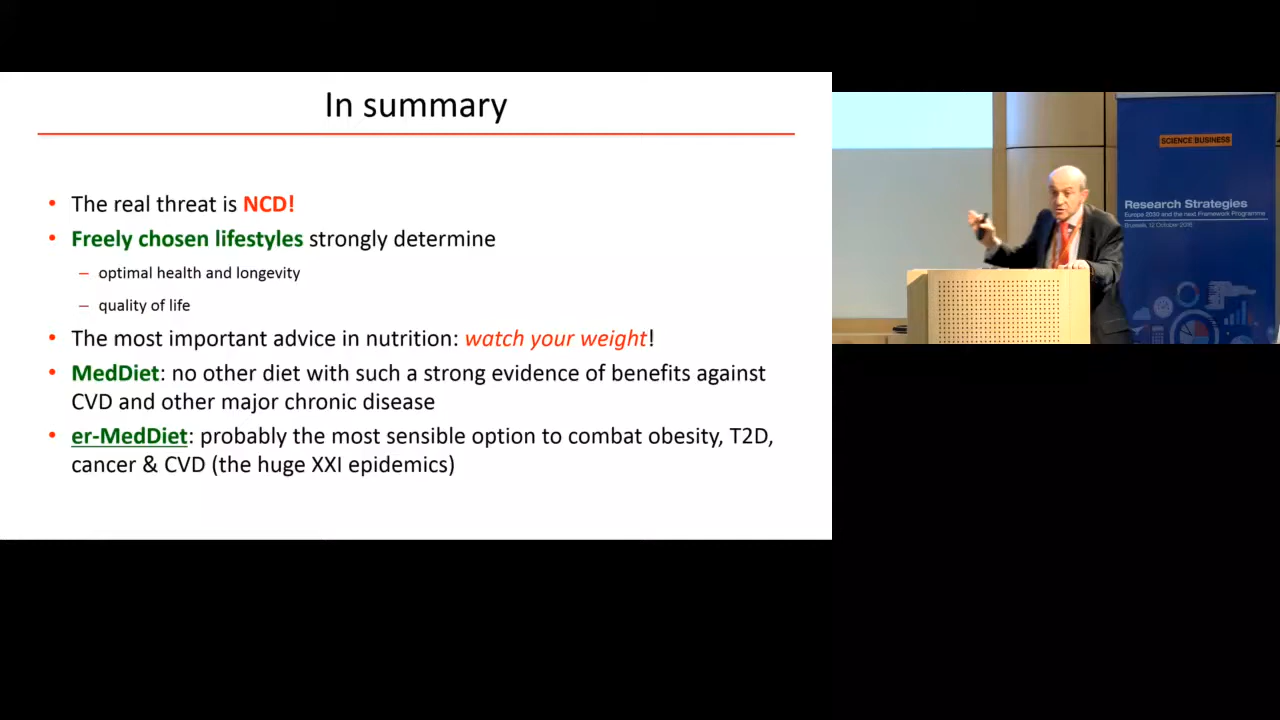 In summary
• The real threat is NCD!
• Freely chosen lifestyles strongly determine
– optimal health and longevity
– quality of life
• The most important advice in nutrition: watch your weight!
• MedDiet: no other diet with such a strong evidence of benefits against
CVD and other major chronic disease
• er-MedDiet: probably the most sensible option to combat obesity, T2D,
cancer & CVD (the huge XXI epidemics)
SCIENCE BUSINESS
Research Strategies
Europe 2030 and the next Framework Programme
Brussels, 12 October 2016